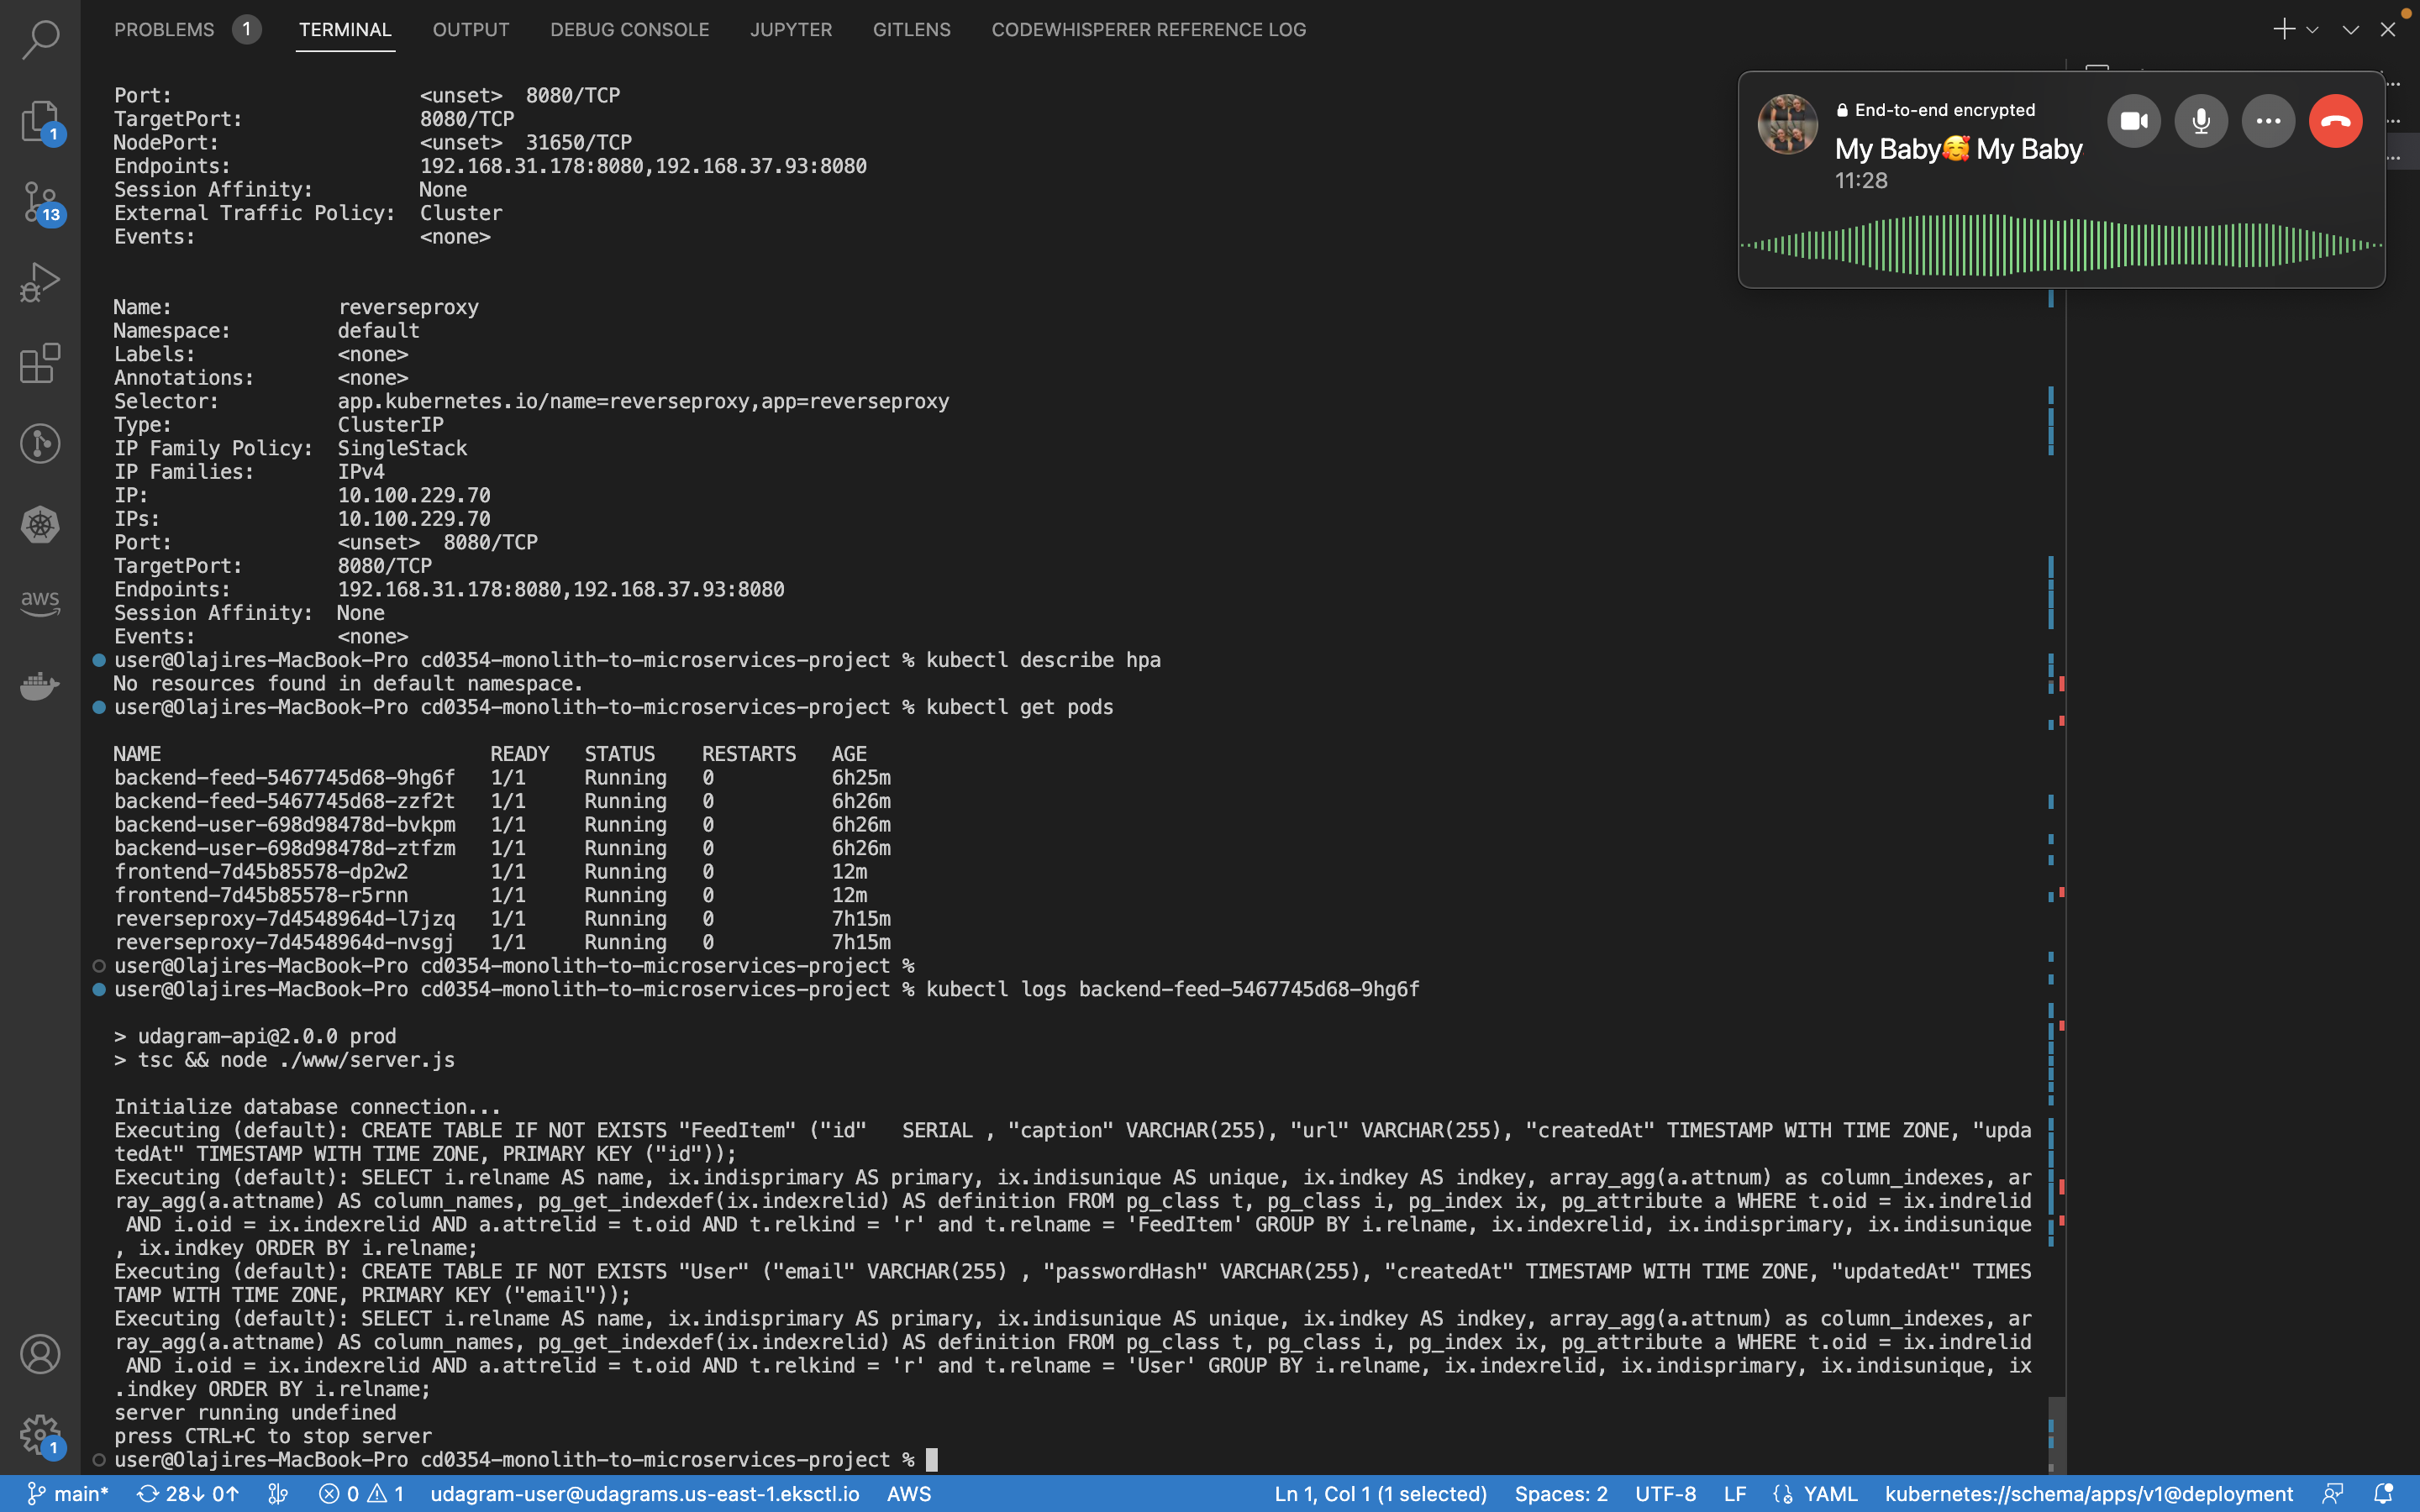 PROBLEMS 1 TERMINAL OUTPUT DEBUG CONSOLE JUPYTER GITLENS CODEWHISPERER REFERENCE LOG
End-to-end encrypted
My Baby🥰 My Baby
11:28
1
13
aws
1
Port:                     <unset>  8080/TCP
TargetPort:               8080/TCP
NodePort:                 <unset>  31650/TCP
Endpoints:                192.168.31.178:8080,192.168.37.93:8080
Session Affinity:         None
External Traffic Policy:  Cluster
Events:                   <none>
Name:              reverseproxy
Namespace:         default
Labels:            <none>
Annotations:       <none>
Selector:          app.kubernetes.io/name=reverseproxy,app=reverseproxy
Type:              ClusterIP
IP Family Policy:  SingleStack
IP Families:       IPv4
IP:                10.100.229.70
IPs:               10.100.229.70
Port:              <unset>  8080/TCP
TargetPort:        8080/TCP
Endpoints:         192.168.31.178:8080,192.168.37.93:8080
Session Affinity:  None
Events:            <none>
user@Olajires-MacBook-Pro cd0354-monolith-to-microservices-project % kubectl describe hpa
No resources found in default namespace.
user@Olajires-MacBook-Pro cd0354-monolith-to-microservices-project % kubectl get pods
NAME                            READY   STATUS    RESTARTS   AGE
backend-feed-5467745d68-9hg6f   1/1     Running   0          6h25m
backend-feed-5467745d68-zzf2t   1/1     Running   0          6h26m
backend-user-698d98478d-bvkpm   1/1     Running   0          6h26m
backend-user-698d98478d-ztfzm   1/1     Running   0          6h26m
frontend-7d45b85578-dp2w2       1/1     Running   0          12m
frontend-7d45b85578-r5rnn       1/1     Running   0          12m
reverseproxy-7d4548964d-l7jzq   1/1     Running   0          7h15m
reverseproxy-7d4548964d-nvsgj   1/1     Running   0          7h15m
user@Olajires-MacBook-Pro cd0354-monolith-to-microservices-project %
user@Olajires-MacBook-Pro cd0354-monolith-to-microservices-project % kubectl logs backend-feed-5467745d68-9hg6f
> udagram-api@2.0.0 prod
> tsc && node ./www/server.js
Initialize database connection...
Executing (default): CREATE TABLE IF NOT EXISTS "FeedItem" ("id"   SERIAL , "caption" VARCHAR(255), "url" VARCHAR(255), "createdAt" TIMESTAMP WITH TIME ZONE, "upda
tedAt" TIMESTAMP WITH TIME ZONE, PRIMARY KEY ("id"));
Executing (default): SELECT i.relname AS name, ix.indisprimary AS primary, ix.indisunique AS unique, ix.indkey AS indkey, array_agg(a.attnum) as column_indexes, ar
ray_agg(a.attname) AS column_names, pg_get_indexdef(ix.indexrelid) AS definition FROM pg_class t, pg_class i, pg_index ix, pg_attribute a WHERE t.oid = ix.indrelid
 AND i.oid = ix.indexrelid AND a.attrelid = t.oid AND t.relkind = 'r' and t.relname = 'FeedItem' GROUP BY i.relname, ix.indexrelid, ix.indisprimary, ix.indisunique
, ix.indkey ORDER BY i.relname;
Executing (default): CREATE TABLE IF NOT EXISTS "User" ("email" VARCHAR(255) , "passwordHash" VARCHAR(255), "createdAt" TIMESTAMP WITH TIME ZONE, "updatedAt" TIMES
TAMP WITH TIME ZONE, PRIMARY KEY ("email"));
Executing (default): SELECT i.relname AS name, ix.indisprimary AS primary, ix.indisunique AS unique, ix.indkey AS indkey, array_agg(a.attnum) as column_indexes, ar
ray_agg(a.attname) AS column_names, pg_get_indexdef(ix.indexrelid) AS definition FROM pg_class t, pg_class i, pg_index ix, pg_attribute a WHERE t.oid = ix.indrelid
 AND i.oid = ix.indexrelid AND a.attrelid = t.oid AND t.relkind = 'r' and t.relname = 'User' GROUP BY i.relname, ix.indexrelid, ix.indisprimary, ix.indisunique, ix
.indkey ORDER BY i.relname;
server running undefined
press CTRL+C to stop server
user@Olajires-MacBook-Pro cd0354-monolith-to-microservices-project %
main* 28↓ 0↑ 0 1 udagram-user@udagrams.us-east-1.eksctl.io AWS Ln 1, Col 1 (1 selected) Spaces: 2 UTF-8 LF YAML kubernetes://schema/apps/v1@deployment